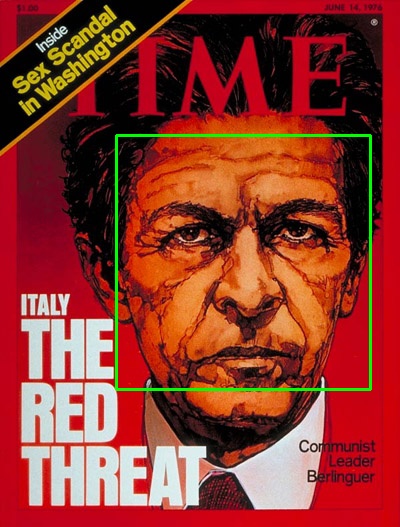 $1.00
JUNE 14, 1976
Inside
Sex Scandal
in Washington
TIME
®
ITALY
THE
RED
THREAT
Communist
Leader
Berlinguer